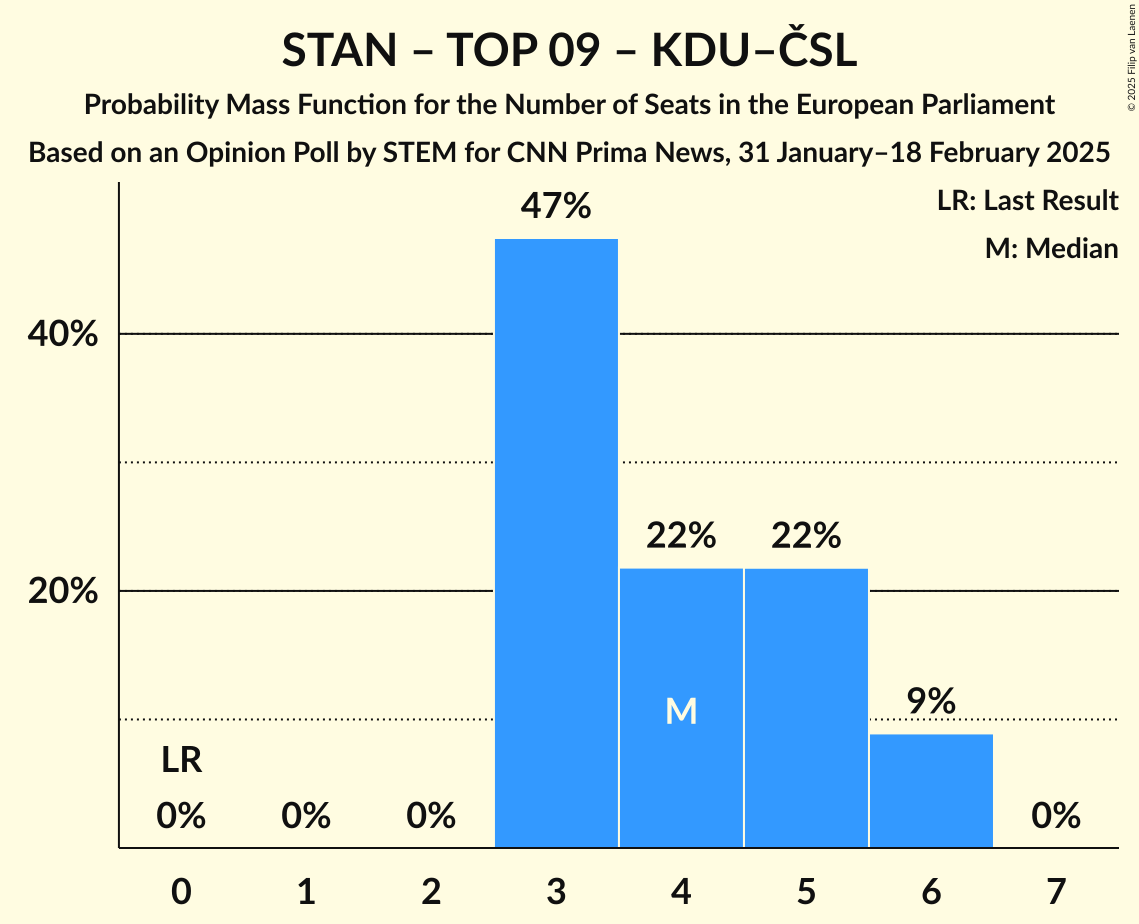 STAN – TOP 09 – KDU–ČSL
Probability Mass Function for the Number of Seats in the European Parliament
Based on an Opinion Poll by STEM for CNN Prima News, 31 January–18 February 2025
© 2025 Filip van Laenen
LR: Last Result
M: Median
47%
40%
22% 22%
20%
9%
M
LR
0% 0% 0% 0%
0 1 2 3 4 5 6 7